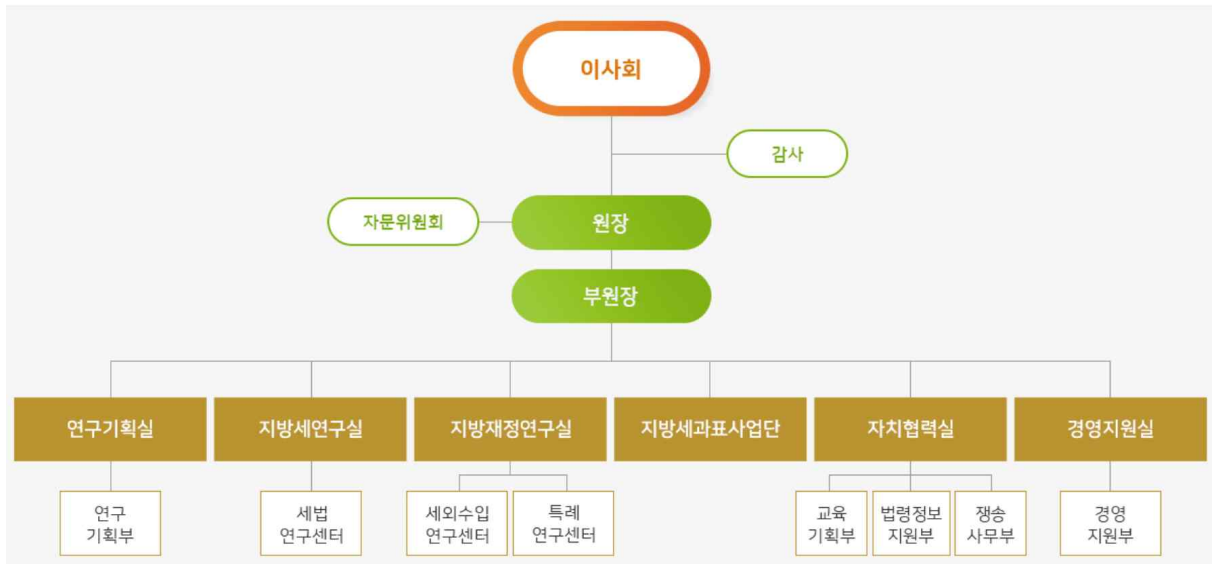 이사회
감사
자문위원회
원장
부원장
연구기획실
지방세연구실
지방재정연구실
지방세과표사업단
자치협력실
경영지원실
연구
기획부
세법
연구센터
세외수입
연구센터
특례
연구센터
교육
기획부
법령정보
지원부
쟁송
사무부
경영
지원부